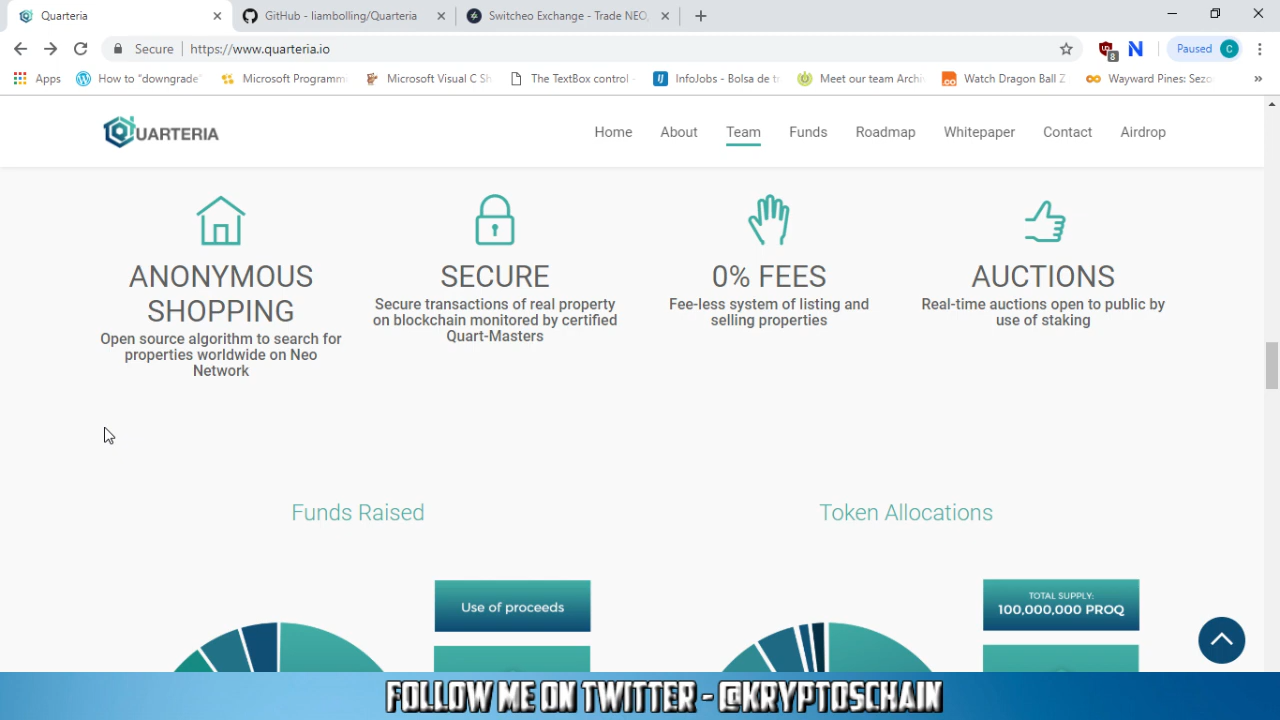 Quarteria
GitHub - liambolling/Quarteria
Switcheo Exchange - Trade NEO,
Secure
https://www.quarteria.io
8
Paused
C
Apps
How to "downgrade"
Microsoft Programm
Microsoft Visual C Sh
The TextBox control -
InfoJobs - Bolsa de tr
Meet our team Archi
Watch Dragon Ball Z
Wayward Pines: Sezo
QUARTERIA
Home
About
Team
Funds
Roadmap
Whitepaper
Contact
Airdrop
ANONYMOUS
SHOPPING
Open source algorithm to search for
properties worldwide on Neo
Network
SECURE
Secure transactions of real property
on blockchain monitored by certified
Quart-Masters
0% FEES
Fee-less system of listing and
selling properties
AUCTIONS
Real-time auctions open to public by
use of staking
Funds Raised
Token Allocations
Use of proceeds
TOTAL SUPPLY:
100,000,000 PROQ
FOLLOW ME ON TWITTER - @KRYPTOSCHAIN